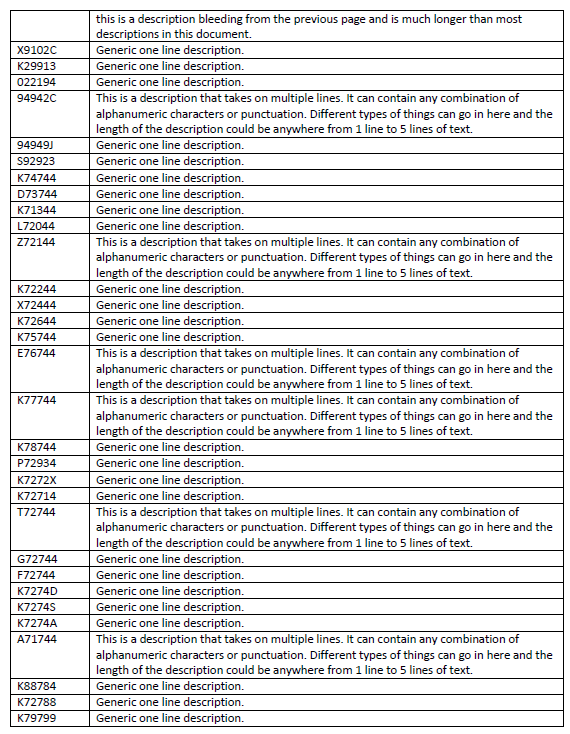 this is a description bleeding from the previous page and is much longer than most
descriptions in this document.
X9102C Generic one line description.
K29913 Generic one line description.
022194 Generic one line description.
94942C This is a description that takes on multiple lines. It can contain any combination of
alphanumeric characters or punctuation. Different types of things can go in here and the
length of the description could be anywhere from 1 line to 5 lines of text.
94949J Generic one line description.
S92923 Generic one line description.
K74744 Generic one line description.
D73744 Generic one line description.
K71344 Generic one line description.
L72044 Generic one line description.
Z72144 This is a description that takes on multiple lines. It can contain any combination of
alphanumeric characters or punctuation. Different types of things can go in here and the
length of the description could be anywhere from 1 line to 5 lines of text.
K72244 Generic one line description.
X72444 Generic one line description.
K72644 Generic one line description.
K75744 Generic one line description.
E76744 This is a description that takes on multiple lines. It can contain any combination of
alphanumeric characters or punctuation. Different types of things can go in here and the
length of the description could be anywhere from 1 line to 5 lines of text.
K77744 This is a description that takes on multiple lines. It can contain any combination of
alphanumeric characters or punctuation. Different types of things can go in here and the
length of the description could be anywhere from 1 line to 5 lines of text.
K78744 Generic one line description.
P72934 Generic one line description.
K7272X Generic one line description.
K72714 Generic one line description.
T72744 This is a description that takes on multiple lines. It can contain any combination of
alphanumeric characters or punctuation. Different types of things can go in here and the
length of the description could be anywhere from 1 line to 5 lines of text.
G72744 Generic one line description.
F72744 Generic one line description.
K7274D Generic one line description.
K7274S Generic one line description.
K7274A Generic one line description.
A71744 This is a description that takes on multiple lines. It can contain any combination of
alphanumeric characters or punctuation. Different types of things can go in here and the
length of the description could be anywhere from 1 line to 5 lines of text.
K88784 Generic one line description.
K72788 Generic one line description.
K79799 Generic one line description.